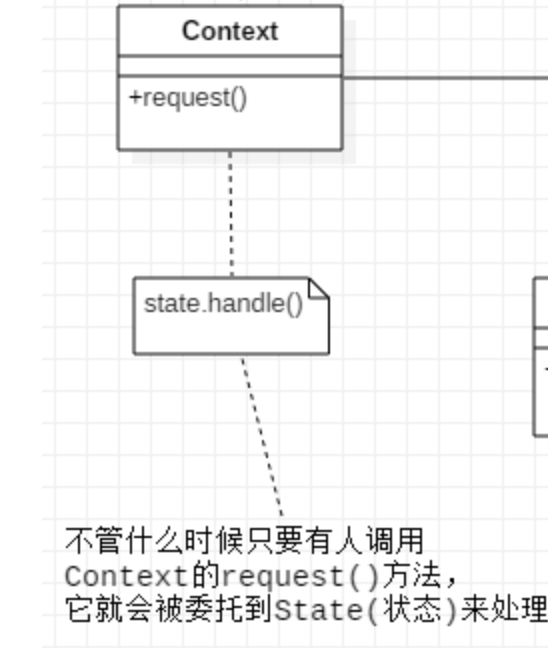 Context
+request()
state.handle()
不管什么时候只要有人调用
Context的request()方法，
它就会被委托到State(状态)来处理